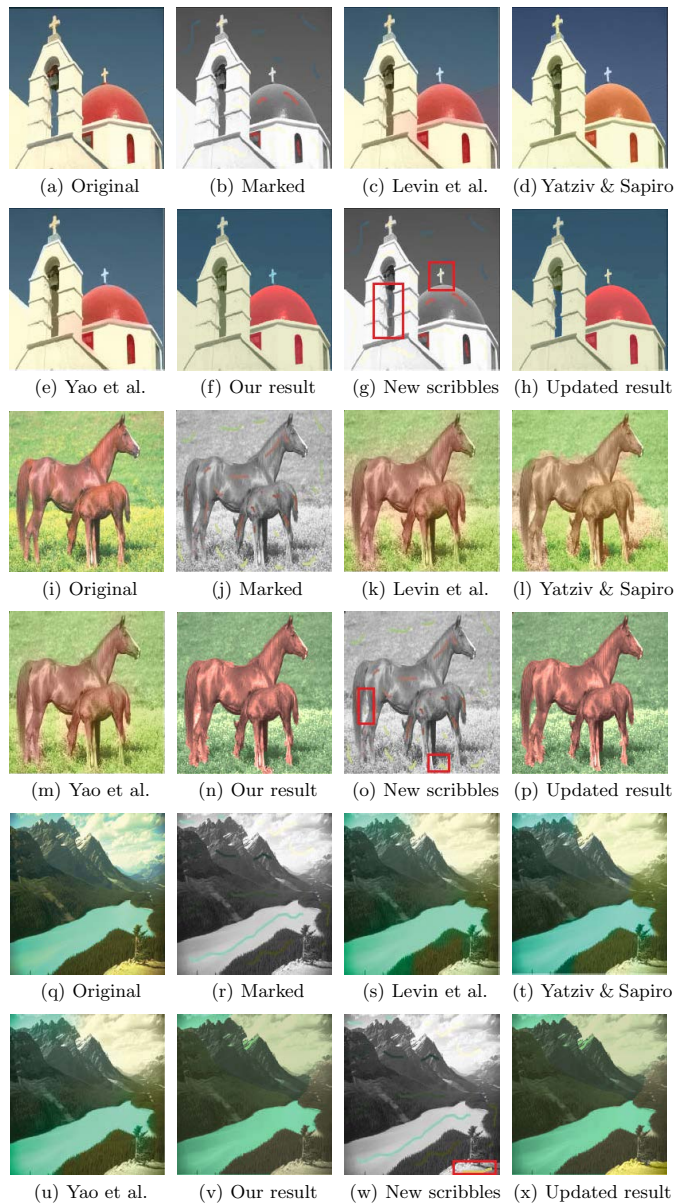 (a) Original (b) Marked (c) Levin et al. (d) Yatziv & Sapiro
(e) Yao et al. (f) Our result (g) New scribbles (h) Updated result
(i) Original (j) Marked (k) Levin et al. (l) Yatziv & Sapiro
(m) Yao et al. (n) Our result (o) New scribbles (p) Updated result
(q) Original (r) Marked (s) Levin et al. (t) Yatziv & Sapiro
(u) Yao et al. (v) Our result (w) New scribbles (x) Updated result